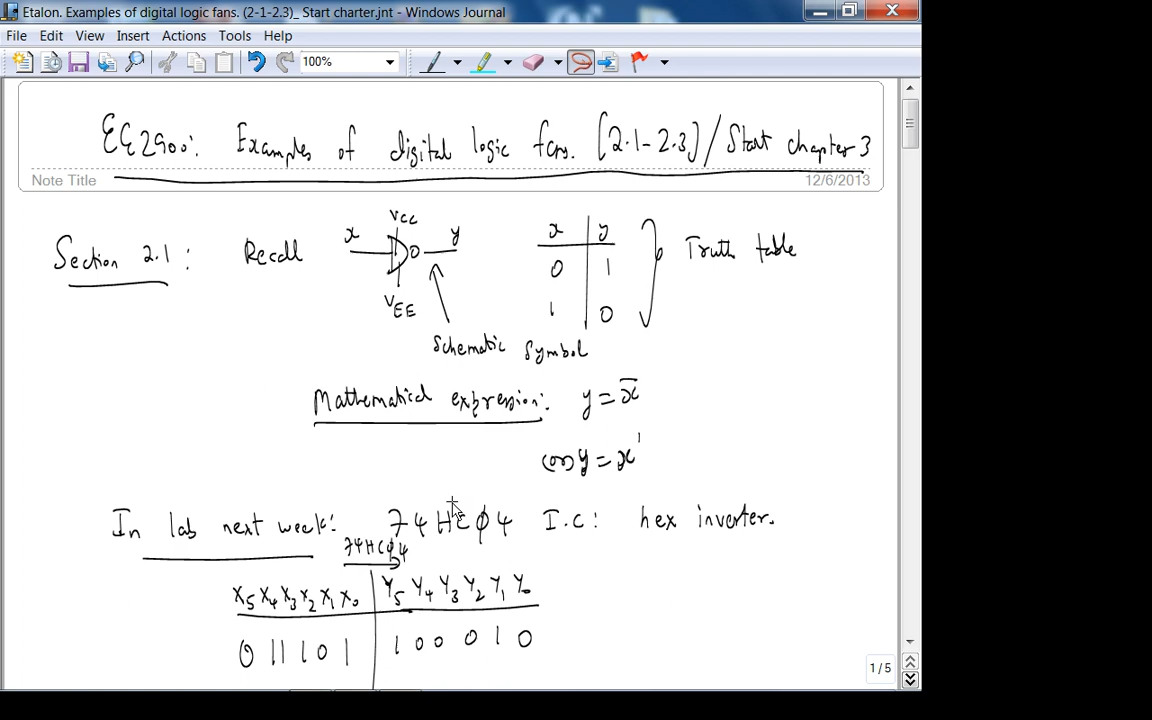 Etalon. Examples of digital logic fans. (2-1-2.3)_ Start charter.jnt - Windows Journal
File Edit View Insert Actions Tools Help
100%
EE2900: Examples of digital logic fcns. [2.1-2.3]/Start chapter 3
Note Title 12/6/2013
Section 2.1: Recall x VCC y VEE
x y
0 1
1 0
Truth table
Schematic Symbol
Mathematical expression: y = x̅
(or) y = x'
In lab next week: 74HCφ4 I.C: hex inverter.
74HCφ4
X5 X4 X3 X2 X1 X0 Y5 Y4 Y3 Y2 Y1 Y0
0 1 1 1 0 1 1 0 0 0 1 0
1 / 5